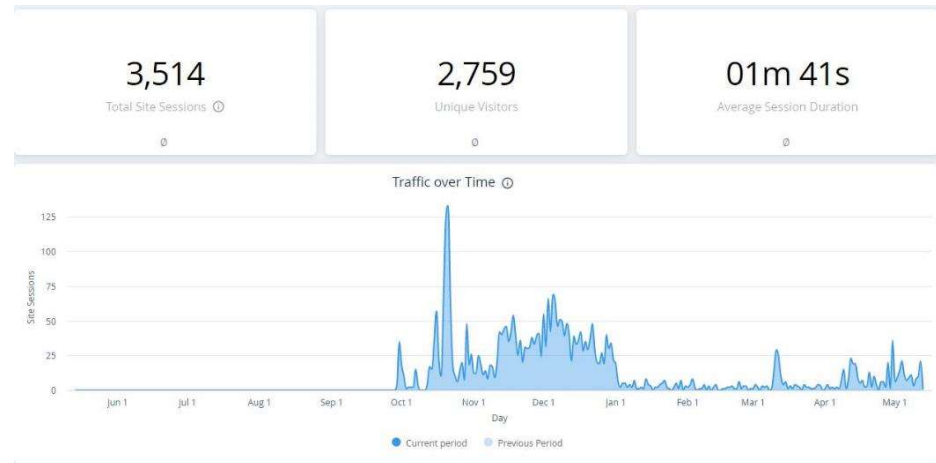 3,514
Total Site Sessions ⓘ
Ø
2,759
Unique Visitors
Ø
01m 41s
Average Session Duration
Ø
Traffic over Time ⓘ
125
100
75
50
25
0
Site Sessions
Jun 1 Jul 1 Aug 1 Sep 1 Oct 1 Nov 1 Dec 1 Jan 1 Feb 1 Mar 1 Apr 1 May 1
Day
Current period Previous Period